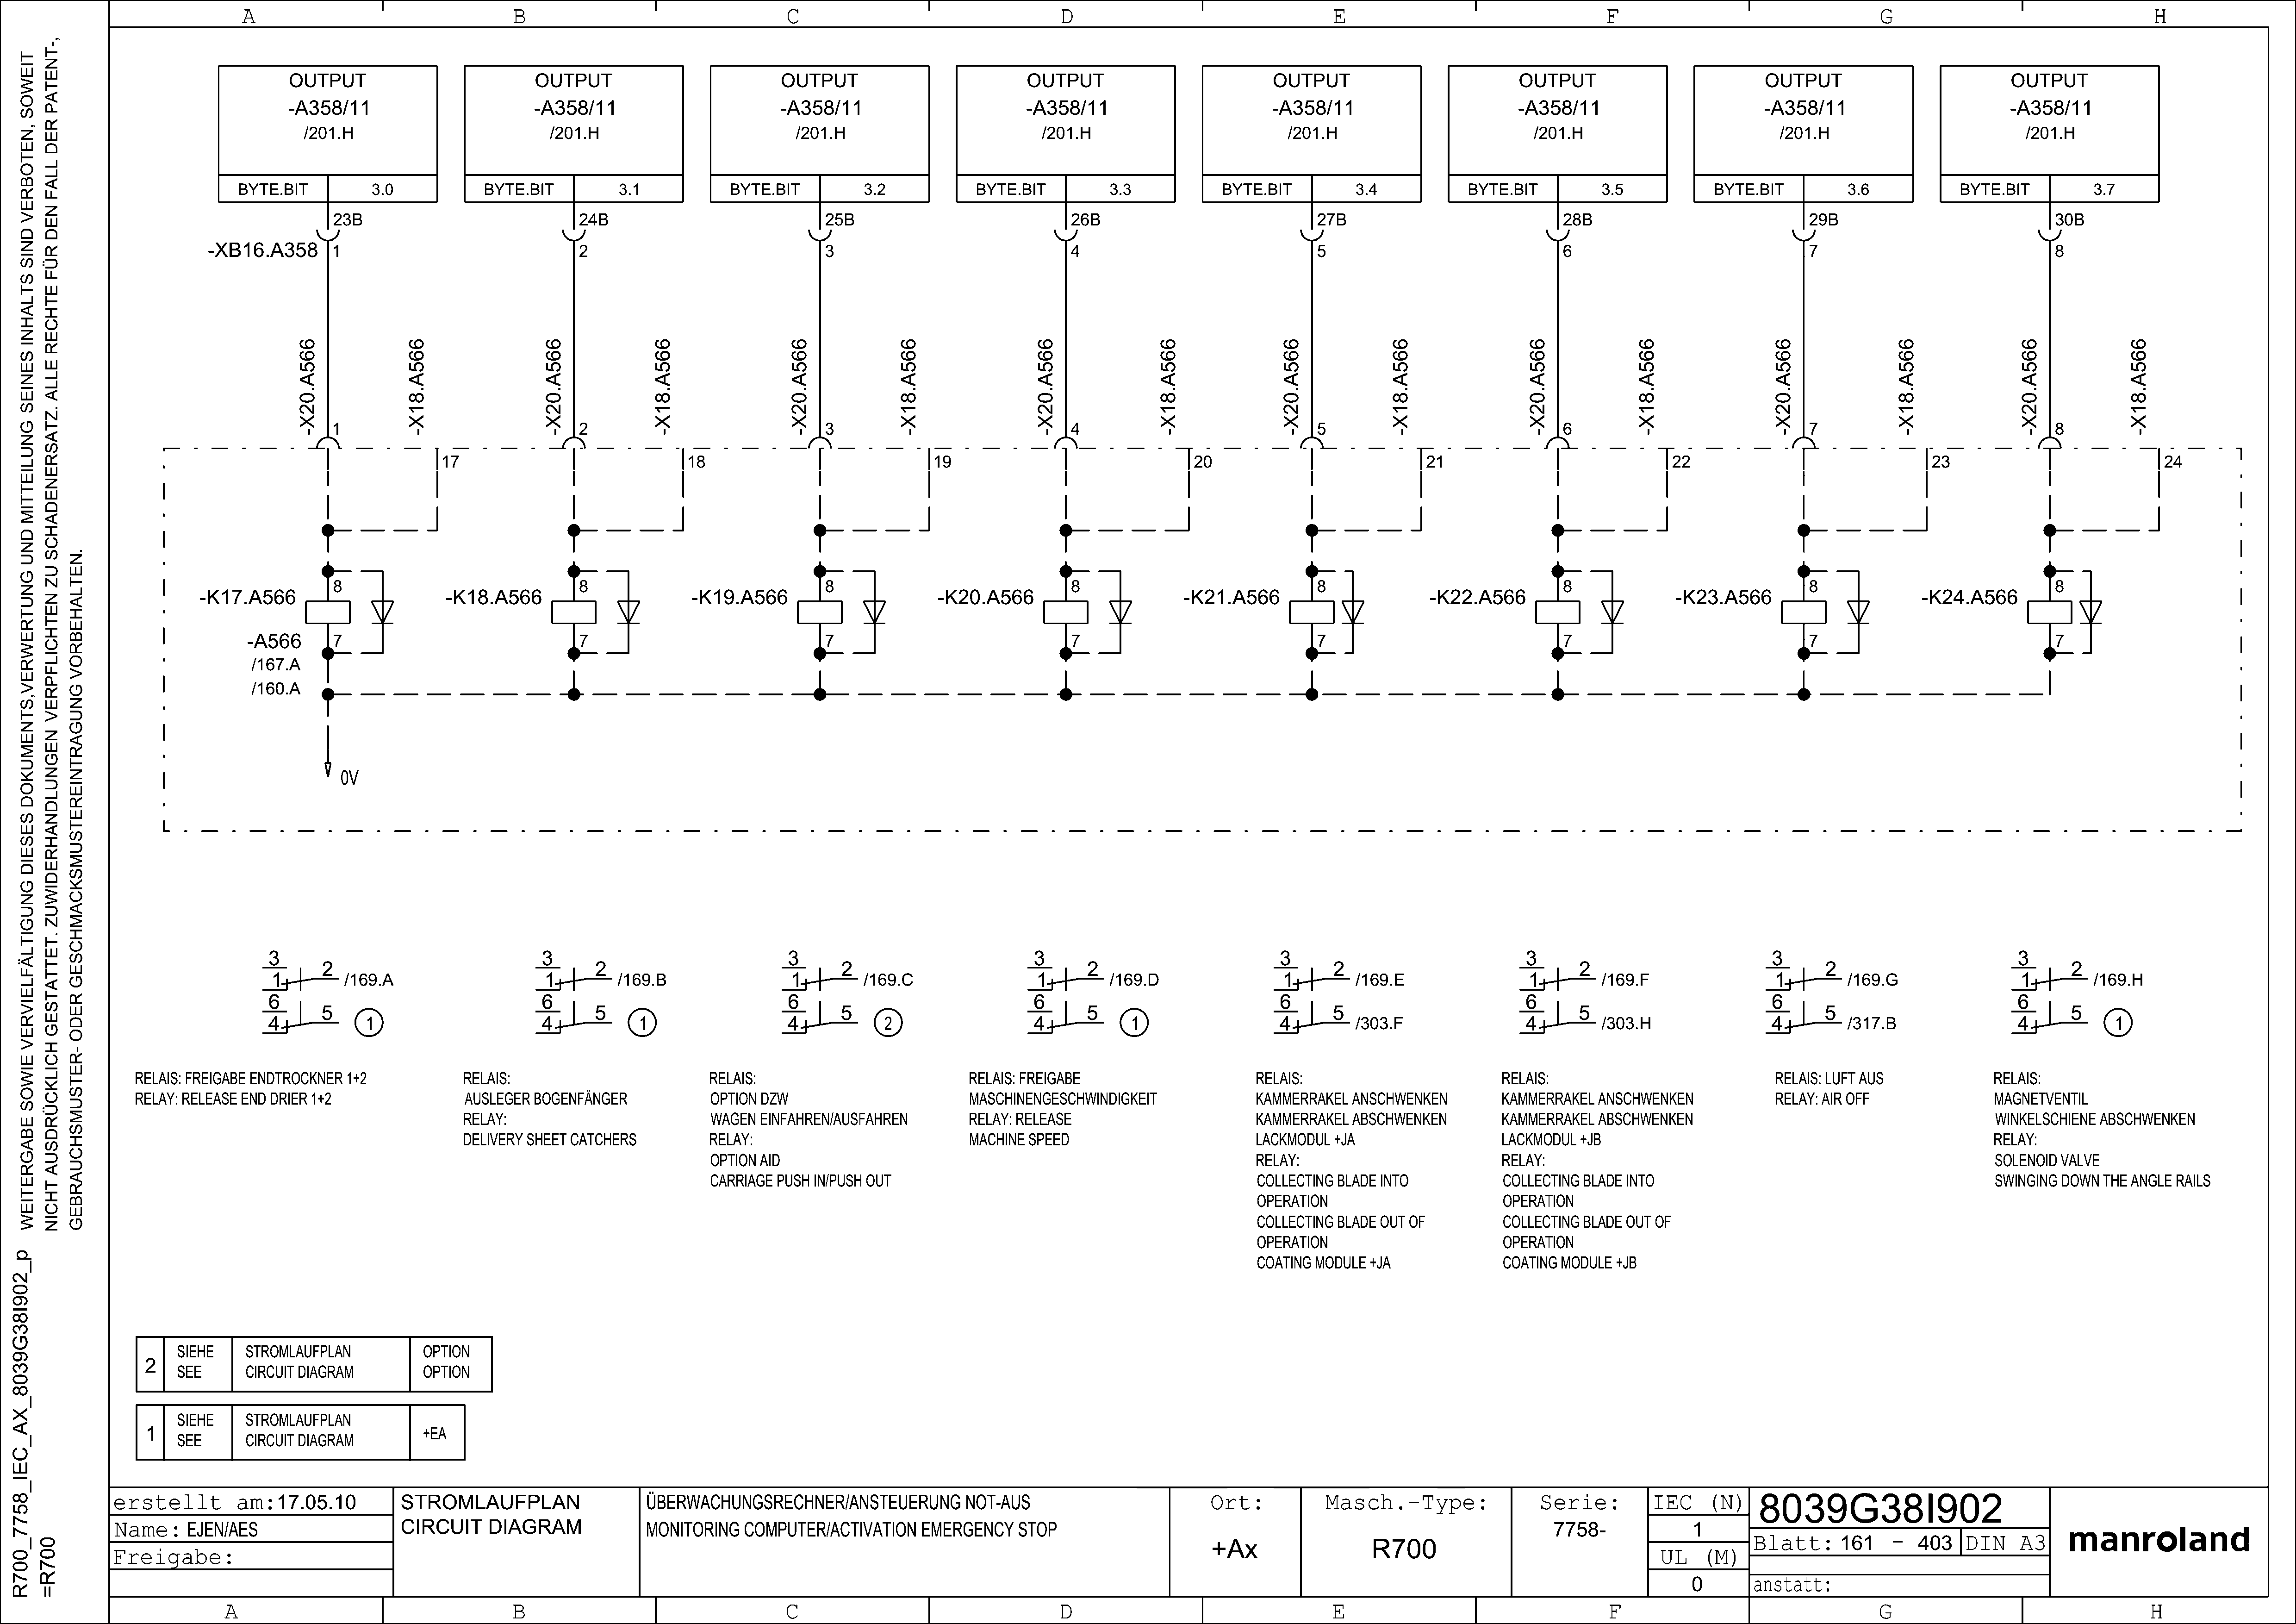 A B C D E F G H
OUTPUT OUTPUT OUTPUT OUTPUT OUTPUT OUTPUT OUTPUT OUTPUT
-A358/11 -A358/11 -A358/11 -A358/11 -A358/11 -A358/11 -A358/11 -A358/11
/201.H /201.H /201.H /201.H /201.H /201.H /201.H /201.H
BYTE.BIT 3.0 BYTE.BIT 3.1 BYTE.BIT 3.2 BYTE.BIT 3.3 BYTE.BIT 3.4 BYTE.BIT 3.5 BYTE.BIT 3.6 BYTE.BIT 3.7
23B 24B 25B 26B 27B 28B 29B 30B
-XB16.A358 1 2 3 4 5 6 7 8
-X20.A566 -X18.A566 -X20.A566 -X18.A566 -X20.A566 -X18.A566 -X20.A566 -X18.A566 -X20.A566 -X18.A566 -X20.A566 -X18.A566 -X20.A566 -X18.A566 -X20.A566 -X18.A566
1 2 3 4 5 6 7 8
17 18 19 20 21 22 23 24
8 8 8 8 8 8 8 8
-K17.A566 -K18.A566 -K19.A566 -K20.A566 -K21.A566 -K22.A566 -K23.A566 -K24.A566
-A566 7 7 7 7 7 7 7 7
/167.A
/160.A
0V
3 3 3 3 3 3 3 3
1 2 /169.A 1 2 /169.B 1 2 /169.C 1 2 /169.D 1 2 /169.E 1 2 /169.F 1 2 /169.G 1 2 /169.H
6 6 6 6 6 6 6 6
4 5 1 4 5 1 4 5 2 4 5 1 4 5 /303.F 4 5 /303.H 4 5 /317.B 4 5 1
RELAIS: FREIGABE ENDTROCKNER 1+2
RELAY: RELEASE END DRIER 1+2
RELAIS:
AUSLEGER BOGENFÄNGER
RELAY:
DELIVERY SHEET CATCHERS
RELAIS:
OPTION DZW
WAGEN EINFAHREN/AUSFAHREN
RELAY:
OPTION AID
CARRIAGE PUSH IN/PUSH OUT
RELAIS: FREIGABE
MASCHINENGESCHWINDIGKEIT
RELAY: RELEASE
MACHINE SPEED
RELAIS:
KAMMERRAKEL ANSCHWENKEN
KAMMERRAKEL ABSCHWENKEN
LACKMODUL +JA
RELAY:
COLLECTING BLADE INTO
OPERATION
COLLECTING BLADE OUT OF
OPERATION
COATING MODULE +JA
RELAIS:
KAMMERRAKEL ANSCHWENKEN
KAMMERRAKEL ABSCHWENKEN
LACKMODUL +JB
RELAY:
COLLECTING BLADE INTO
OPERATION
COLLECTING BLADE OUT OF
OPERATION
COATING MODULE +JB
RELAIS: LUFT AUS
RELAY: AIR OFF
RELAIS:
MAGNETVENTIL
WINKELSCHIENE ABSCHWENKEN
RELAY:
SOLENOID VALVE
SWINGING DOWN THE ANGLE RAILS
2 SIEHE STROMLAUFPLAN OPTION
SEE CIRCUIT DIAGRAM OPTION
1 SIEHE STROMLAUFPLAN +EA
SEE CIRCUIT DIAGRAM
erstellt am:17.05.10
Name: EJEN/AES
Freigabe:
STROMLAUFPLAN
CIRCUIT DIAGRAM
ÜBERWACHUNGSRECHNER/ANSTEUERUNG NOT-AUS
MONITORING COMPUTER/ACTIVATION EMERGENCY STOP
Ort:
+Ax
Masch.-Type:
R700
Serie:
7758-
IEC (N)
1
UL (M)
0
8039G38I902
Blatt: 161 - 403 DIN A3
anstatt:
manroland
A B C D E F G H
WEITERGABE SOWIE VERVIELFÄLTIGUNG DIESES DOKUMENTS,VERWERTUNG UND MITTEILUNG SEINES INHALTS SIND VERBOTEN, SOWEIT
NICHT AUSDRÜCKLICH GESTATTET. ZUWIDERHANDLUNGEN VERPFLICHTEN ZU SCHADENERSATZ. ALLE RECHTE FÜR DEN FALL DER PATENT-,
GEBRAUCHSMUSTER- ODER GESCHMACKSMUSTEREINTRAGUNG VORBEHALTEN.
R700_7758_IEC_AX_8039G38I902_p
=R700